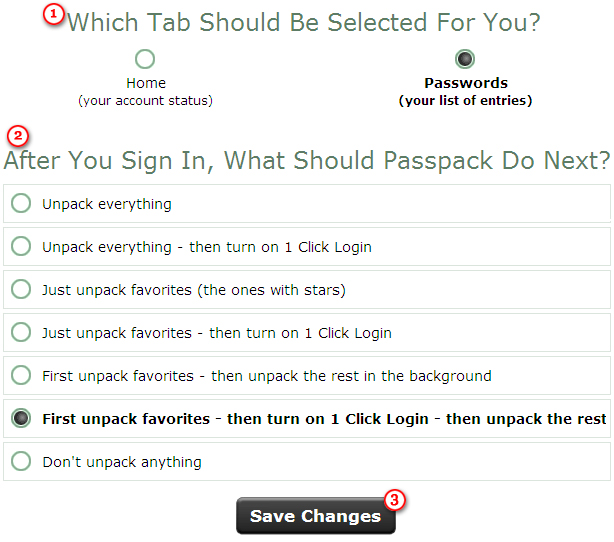 1 Which Tab Should Be Selected For You?
Home
(your account status)
Passwords
(your list of entries)
2
After You Sign In, What Should Passpack Do Next?
Unpack everything
Unpack everything - then turn on 1 Click Login
Just unpack favorites (the ones with stars)
Just unpack favorites - then turn on 1 Click Login
First unpack favorites - then unpack the rest in the background
First unpack favorites - then turn on 1 Click Login - then unpack the rest
Don't unpack anything
3
Save Changes